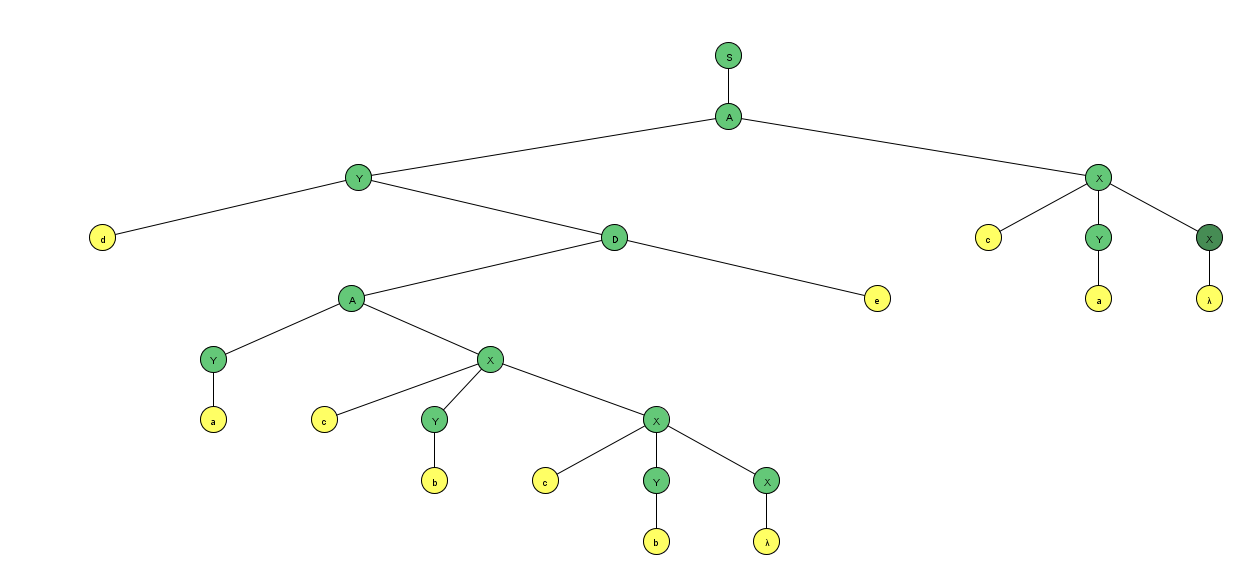 S
A
Y X
d D c Y X
A e a λ
Y X
a c Y X
b c Y X
b λ